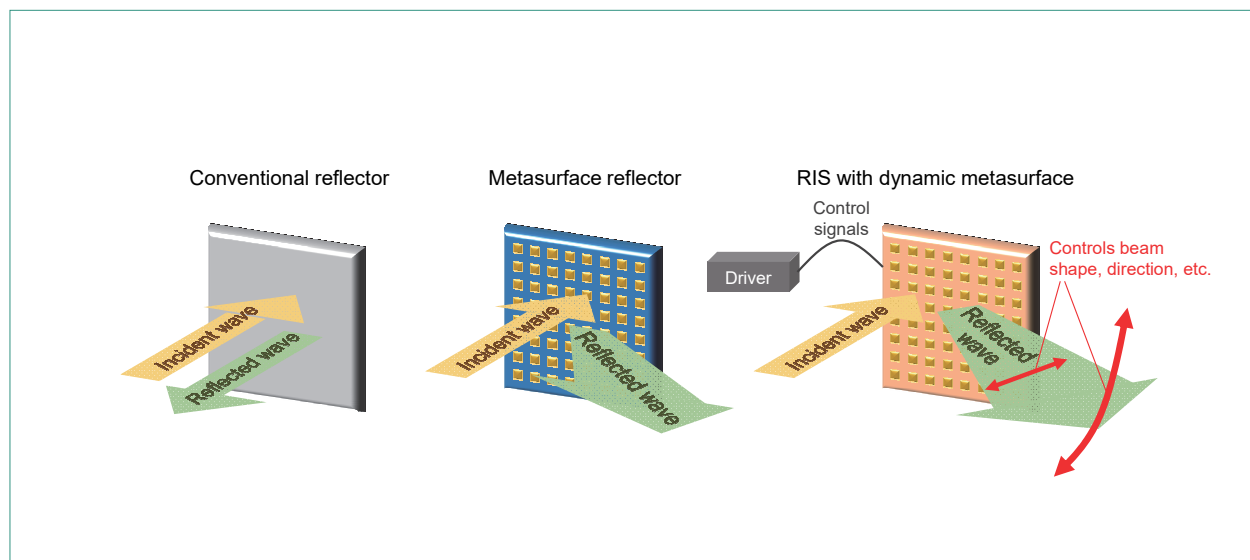 Conventional reflector
Incident wave
Reflected wave
Metasurface reflector
Incident wave
Reflected wave
RIS with dynamic metasurface
Control
signals
Driver
Incident wave
Reflected
wave
Controls beam
shape, direction, etc.